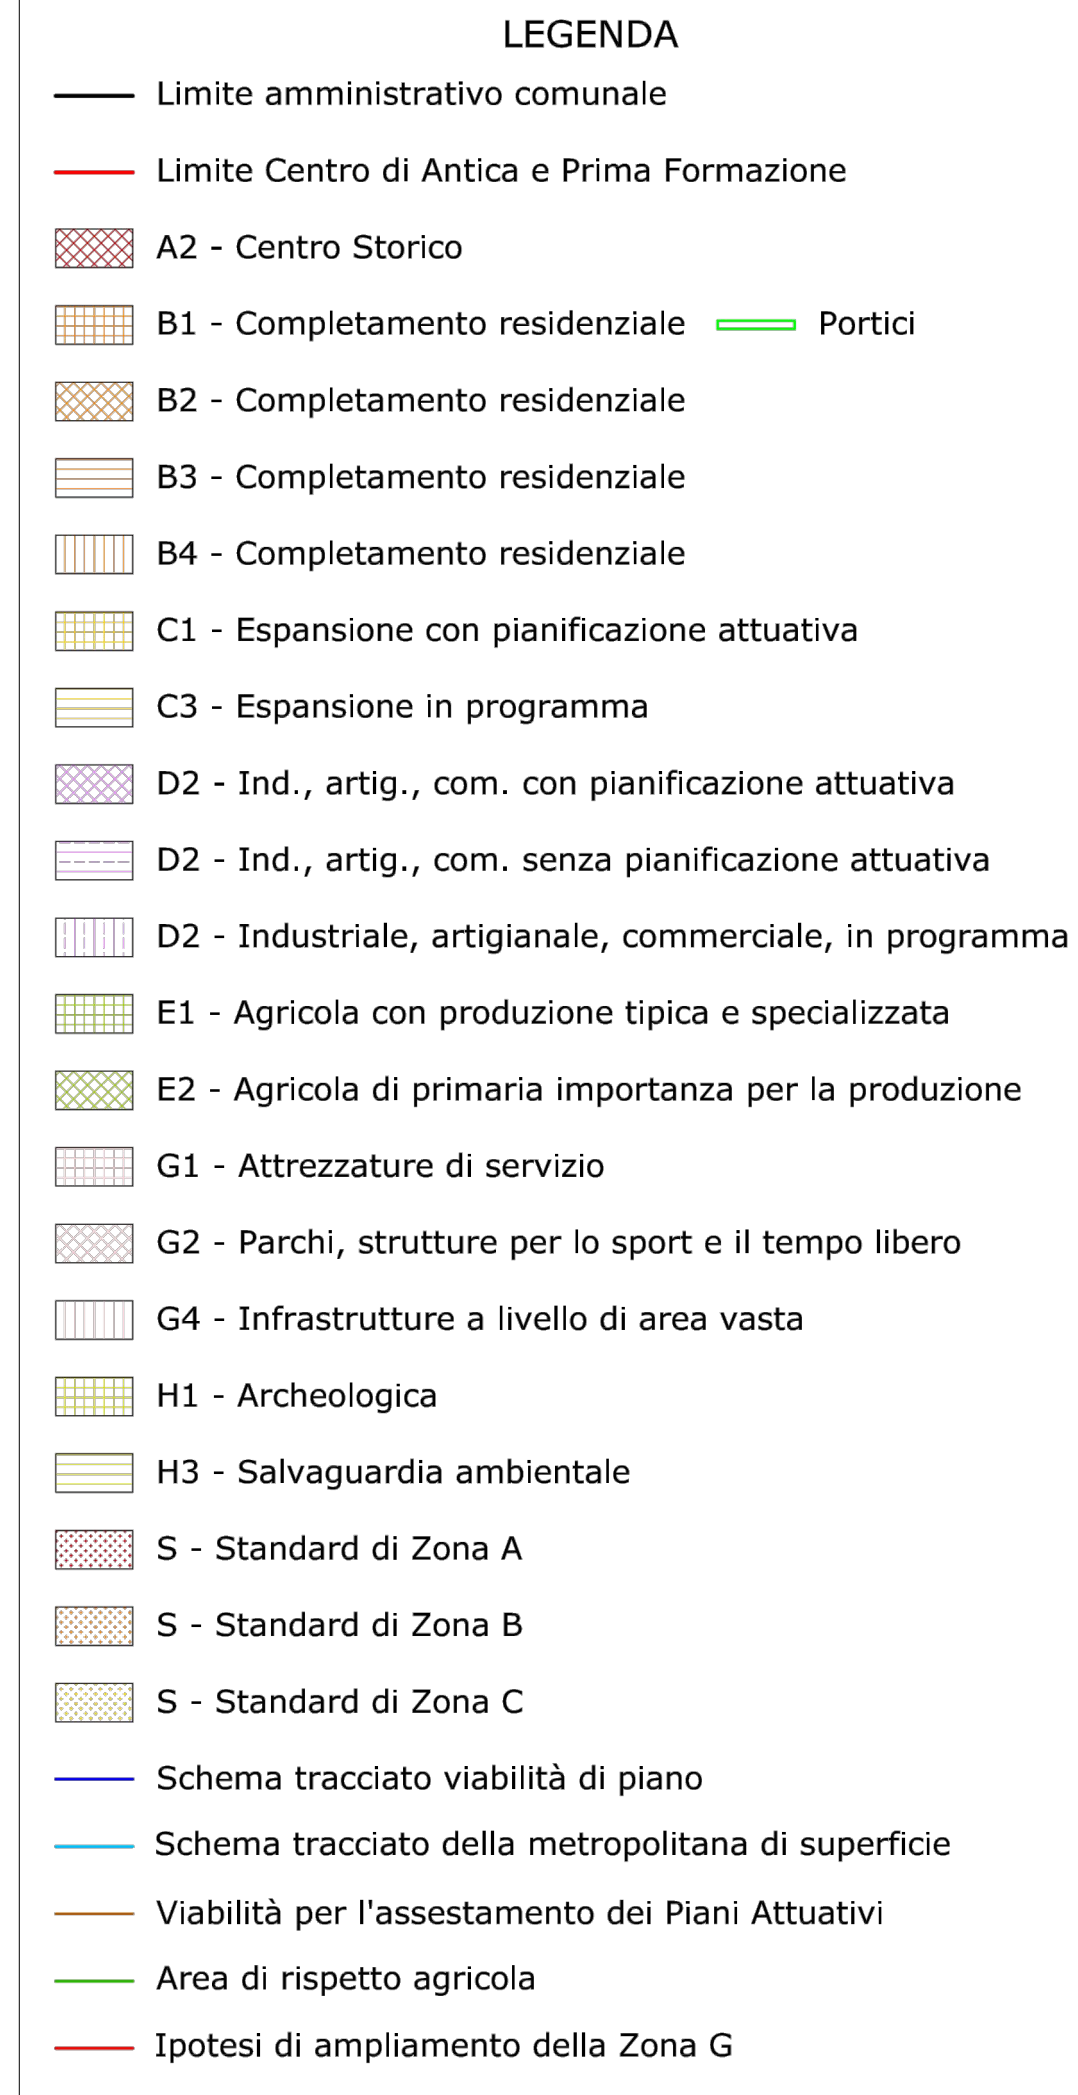 LEGENDA
Limite amministrativo comunale
Limite Centro di Antica e Prima Formazione
A2 - Centro Storico
B1 - Completamento residenziale Portici
B2 - Completamento residenziale
B3 - Completamento residenziale
B4 - Completamento residenziale
C1 - Espansione con pianificazione attuativa
C3 - Espansione in programma
D2 - Ind., artig., com. con pianificazione attuativa
D2 - Ind., artig., com. senza pianificazione attuativa
D2 - Industriale, artigianale, commerciale, in programma
E1 - Agricola con produzione tipica e specializzata
E2 - Agricola di primaria importanza per la produzione
G1 - Attrezzature di servizio
G2 - Parchi, strutture per lo sport e il tempo libero
G4 - Infrastrutture a livello di area vasta
H1 - Archeologica
H3 - Salvaguardia ambientale
S - Standard di Zona A
S - Standard di Zona B
S - Standard di Zona C
Schema tracciato viabilità di piano
Schema tracciato della metropolitana di superficie
Viabilità per l'assestamento dei Piani Attuativi
Area di rispetto agricola
Ipotesi di ampliamento della Zona G